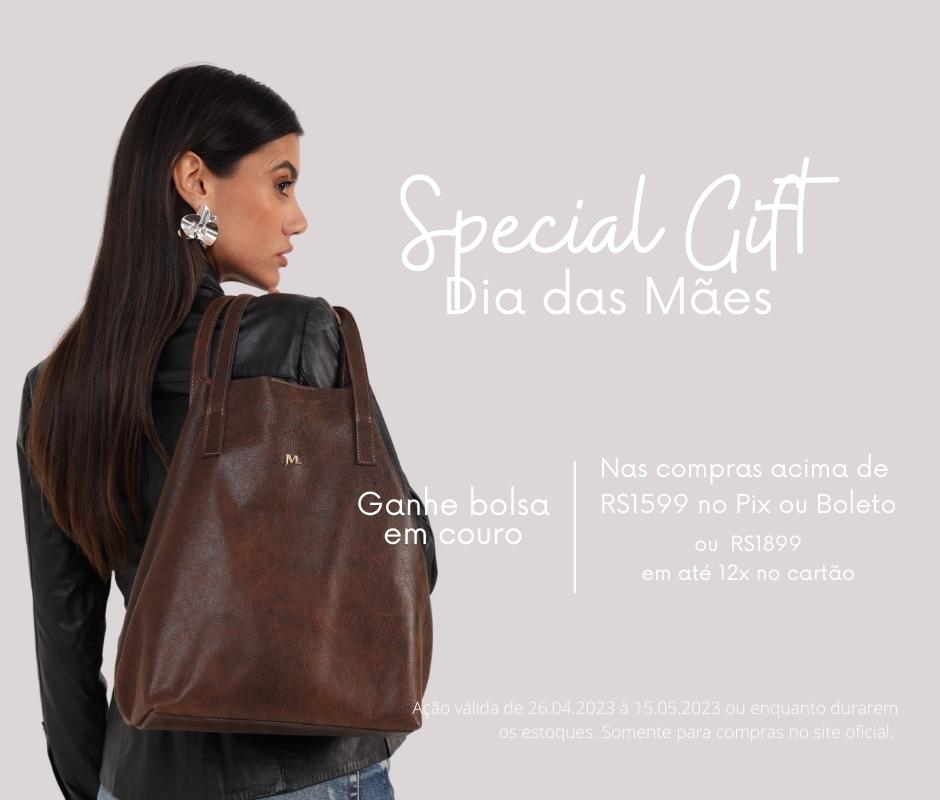 Special Gift
Dia das Mães
JML
Ganhe bolsa
em couro
Nas compras acima de
RS1599 no Pix ou Boleto
ou RS1899
em até 12x no cartão
Ação válida de 26.04.2023 à 15.05.2023 ou enquanto durarem
os estoques. Somente para compras no site oficial.